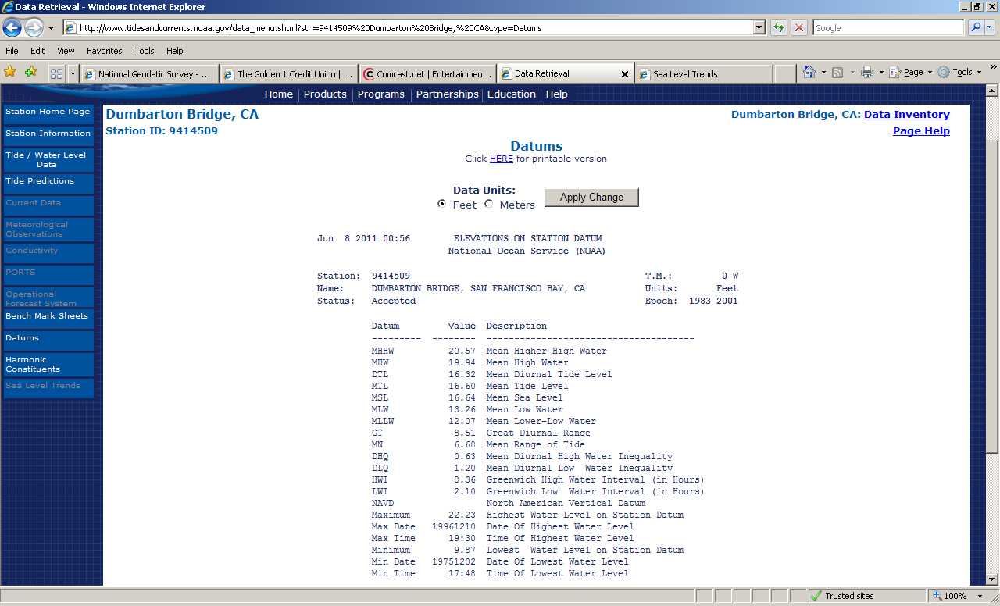 Data Retrieval - Windows Internet Explorer
http://www.tidesandcurrents.noaa.gov/data_menu.shtml?stn=9414509%20Dumbarton%20Bridge,%20CA&type=Datums
Google
File Edit View Favorites Tools Help
National Geodetic Survey - ... The Golden 1 Credit Union | ... Comcast.net | Entertainmen... Data Retrieval Sea Level Trends Page Tools
Home Products Programs Partnerships Education Help
Station Home Page
Station Information
Tide / Water Level
Data
Tide Predictions
Current Data
Meteorological
Observations
Conductivity
PORTS
Operational
Forecast System
Bench Mark Sheets
Datums
Harmonic
Constituents
Sea Level Trends
Dumbarton Bridge, CA
Station ID: 9414509
Dumbarton Bridge, CA: Data Inventory
Page Help
Datums
Click HERE for printable version
Data Units:
Feet Meters Apply Change
Jun 8 2011 00:56 ELEVATIONS ON STATION DATUM
National Ocean Service (NOAA)
Station: 9414509 T.M.: 0 W
Name: DUMBARTON BRIDGE, SAN FRANCISCO BAY, CA Units: Feet
Status: Accepted Epoch: 1983-2001
Datum Value Description
--------- -------- --------------------------------------
MHHW 20.57 Mean Higher-High Water
MHW 19.94 Mean High Water
DTL 16.32 Mean Diurnal Tide Level
MTL 16.60 Mean Tide Level
MSL 16.64 Mean Sea Level
MLW 13.26 Mean Low Water
MLLW 12.07 Mean Lower-Low Water
GT 8.51 Great Diurnal Range
MN 6.68 Mean Range of Tide
DHQ 0.63 Mean Diurnal High Water Inequality
DLQ 1.20 Mean Diurnal Low Water Inequality
HWI 8.36 Greenwich High Water Interval (in Hours)
LWI 2.10 Greenwich Low Water Interval (in Hours)
NAVD North American Vertical Datum
Maximum 22.23 Highest Water Level on Station Datum
Max Date 19961210 Date Of Highest Water Level
Max Time 19:30 Time Of Highest Water Level
Minimum 9.87 Lowest Water Level on Station Datum
Min Date 19751202 Date Of Lowest Water Level
Min Time 17:48 Time Of Lowest Water Level
Trusted sites 100%